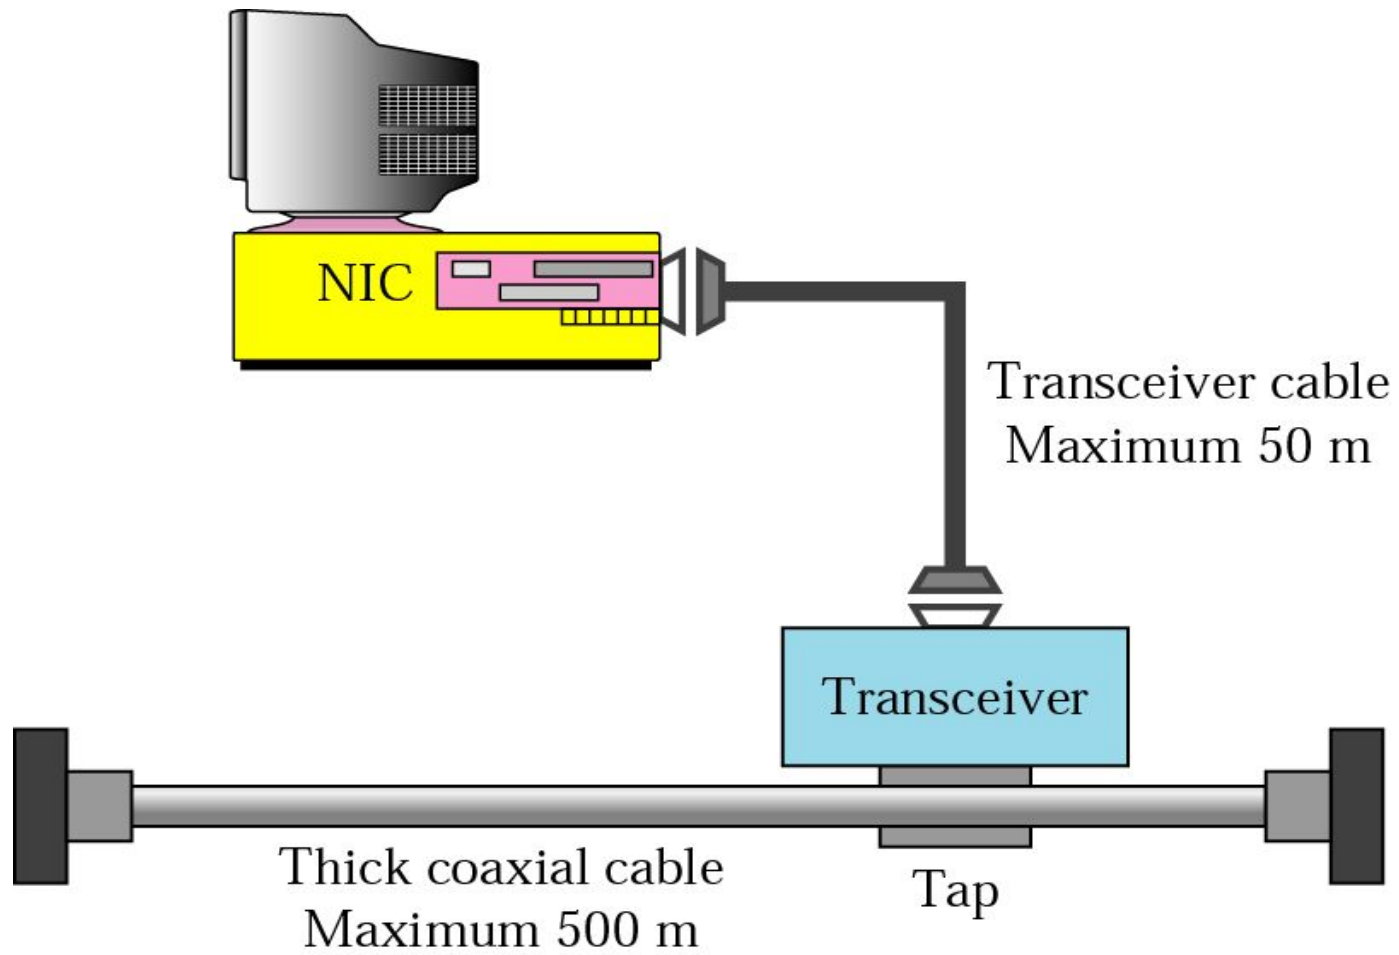 NIC
Transceiver cable
Maximum 50 m
Transceiver
Thick coaxial cable
Maximum 500 m
Tap